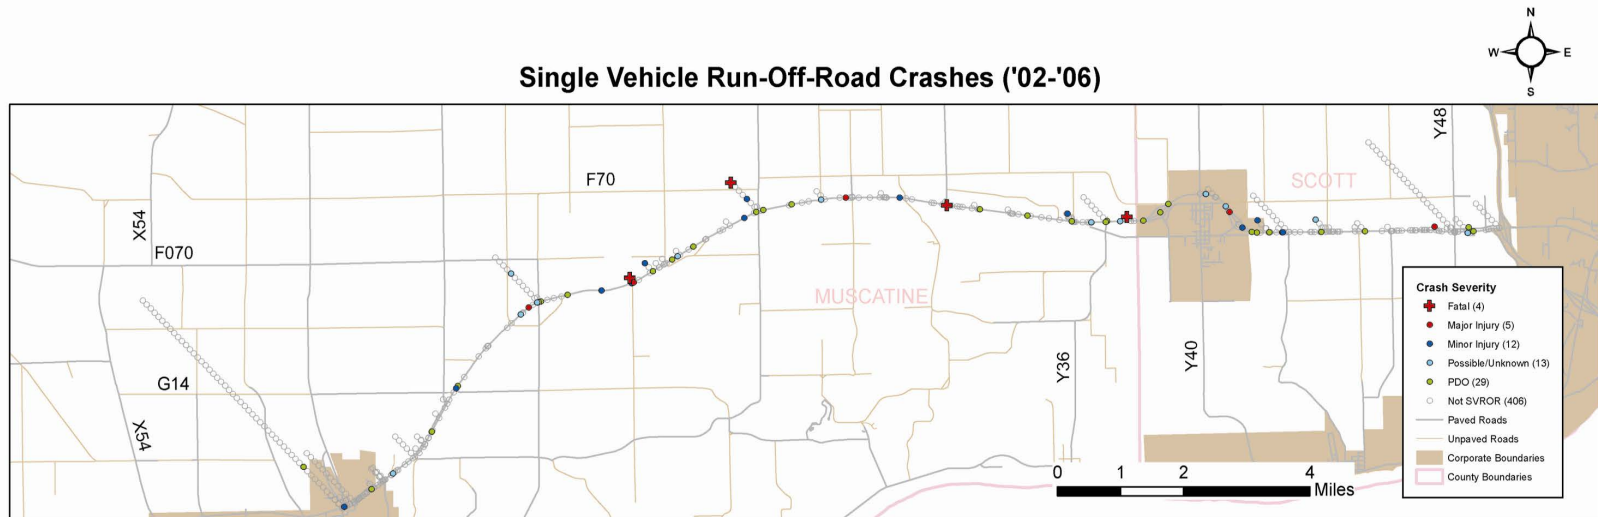 N
W E
S
Single Vehicle Run-Off-Road Crashes ('02-'06)
Y48
F70
SCOTT
X54
F070
MUSCATINE
Y36
Y40
G14
X54
Crash Severity
Fatal (4)
Major Injury (5)
Minor Injury (12)
Possible/Unknown (13)
PDO (29)
Not SVROR (406)
Paved Roads
Unpaved Roads
Corporate Boundaries
County Boundaries
0 1 2 4
Miles